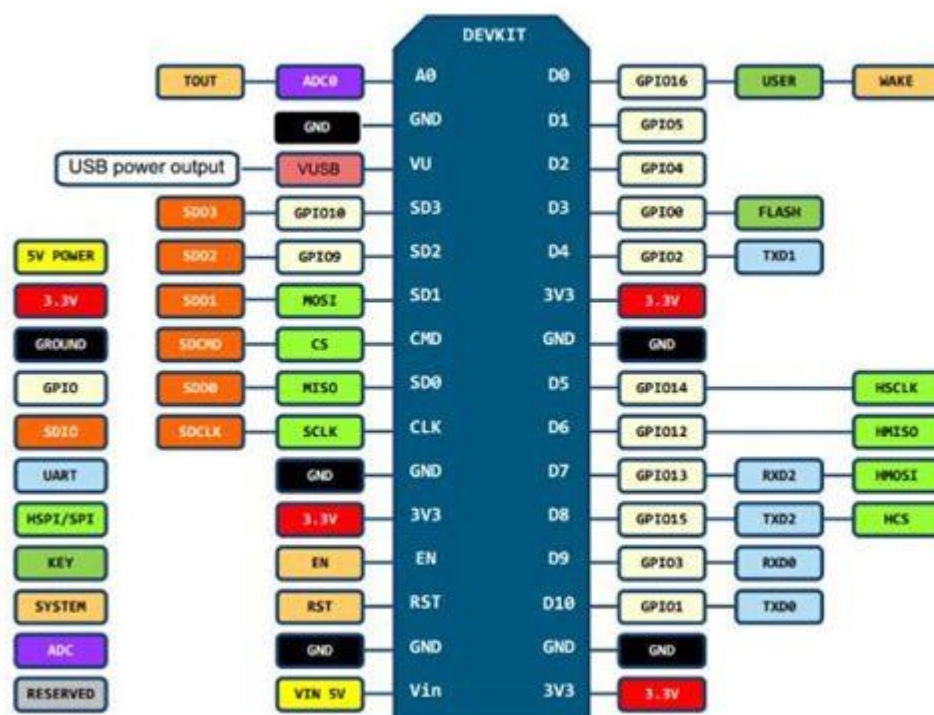 DEVKIT
TOUT ADC0 A0 D0 GPIO16 USER WAKE
GND GND D1 GPIO5
USB power output VUSB VU D2 GPIO4
SDD3 GPIO10 SD3 D3 GPIO0 FLASH
5V POWER SDD2 GPIO9 SD2 D4 GPIO2 TXD1
3.3V SDD1 MOSI SD1 3V3 3.3V
GROUND SDCMD CS CMD GND GND
GPIO SDD0 MISO SD0 D5 GPIO14 HSCLK
SDIO SDCLK SCLK CLK D6 GPIO12 HMISO
UART GND GND D7 GPIO13 RXD2 HMOSI
HSPI/SPI 3.3V 3V3 D8 GPIO15 TXD2 HCS
KEY EN EN D9 GPIO3 RXD0
SYSTEM RST RST D10 GPIO1 TXD0
ADC GND GND GND GND
RESERVED VIN 5V Vin 3V3 3.3V